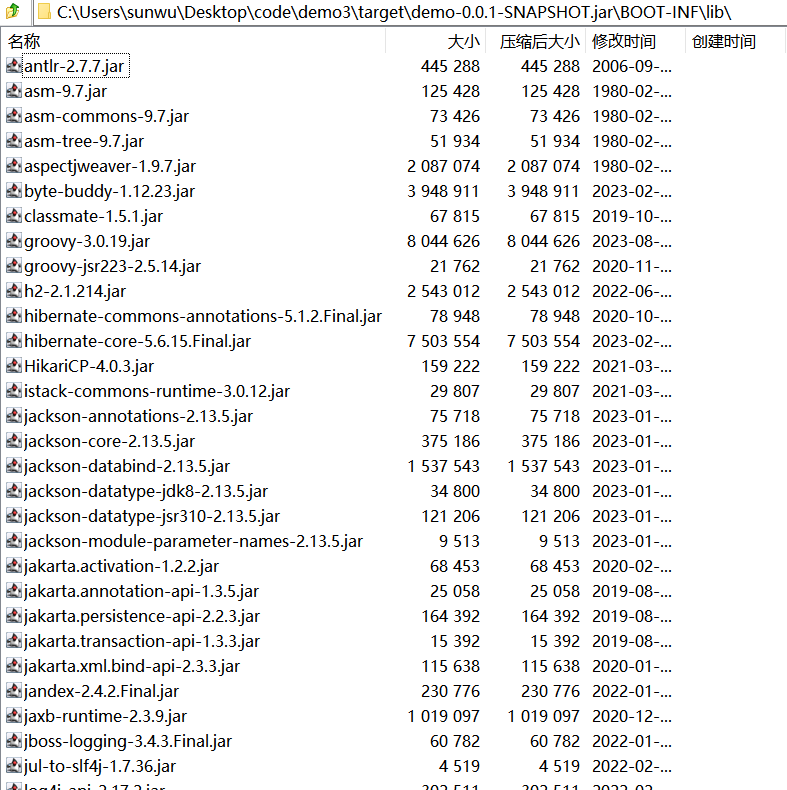 C:\Users\sunwu\Desktop\code\demo3\target\demo-0.0.1-SNAPSHOT.jar\BOOT-INF\lib\
名称 大小 压缩后大小 修改时间 创建时间
antlr-2.7.7.jar 445 288 445 288 2006-09-...
asm-9.7.jar 125 428 125 428 1980-02-...
asm-commons-9.7.jar 73 426 73 426 1980-02-...
asm-tree-9.7.jar 51 934 51 934 1980-02-...
aspectjweaver-1.9.7.jar 2 087 074 2 087 074 1980-02-...
byte-buddy-1.12.23.jar 3 948 911 3 948 911 2023-02-...
classmate-1.5.1.jar 67 815 67 815 2019-10-...
groovy-3.0.19.jar 8 044 626 8 044 626 2023-08-...
groovy-jsr223-2.5.14.jar 21 762 21 762 2020-11-...
h2-2.1.214.jar 2 543 012 2 543 012 2022-06-...
hibernate-commons-annotations-5.1.2.Final.jar 78 948 78 948 2020-10-...
hibernate-core-5.6.15.Final.jar 7 503 554 7 503 554 2023-02-...
HikariCP-4.0.3.jar 159 222 159 222 2021-03-...
istack-commons-runtime-3.0.12.jar 29 807 29 807 2021-03-...
jackson-annotations-2.13.5.jar 75 718 75 718 2023-01-...
jackson-core-2.13.5.jar 375 186 375 186 2023-01-...
jackson-databind-2.13.5.jar 1 537 543 1 537 543 2023-01-...
jackson-datatype-jdk8-2.13.5.jar 34 800 34 800 2023-01-...
jackson-datatype-jsr310-2.13.5.jar 121 206 121 206 2023-01-...
jackson-module-parameter-names-2.13.5.jar 9 513 9 513 2023-01-...
jakarta.activation-1.2.2.jar 68 453 68 453 2020-02-...
jakarta.annotation-api-1.3.5.jar 25 058 25 058 2019-08-...
jakarta.persistence-api-2.2.3.jar 164 392 164 392 2019-08-...
jakarta.transaction-api-1.3.3.jar 15 392 15 392 2019-08-...
jakarta.xml.bind-api-2.3.3.jar 115 638 115 638 2020-01-...
jandex-2.4.2.Final.jar 230 776 230 776 2022-01-...
jaxb-runtime-2.3.9.jar 1 019 097 1 019 097 2020-12-...
jboss-logging-3.4.3.Final.jar 60 782 60 782 2022-01-...
jul-to-slf4j-1.7.36.jar 4 519 4 519 2022-02-...